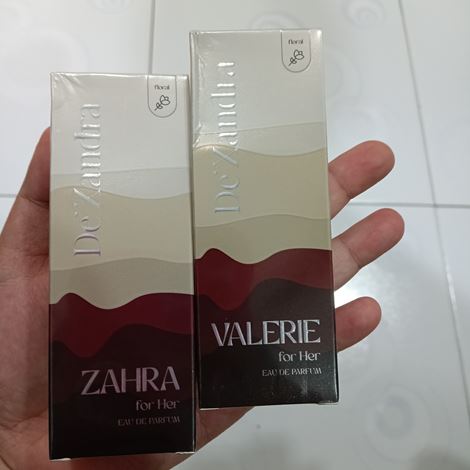 floral
De'Zandra
ZAHRA
for Her
EAU DE PARFUM
floral
De'Zandra
VALERIE
for Her
EAU DE PARFUM